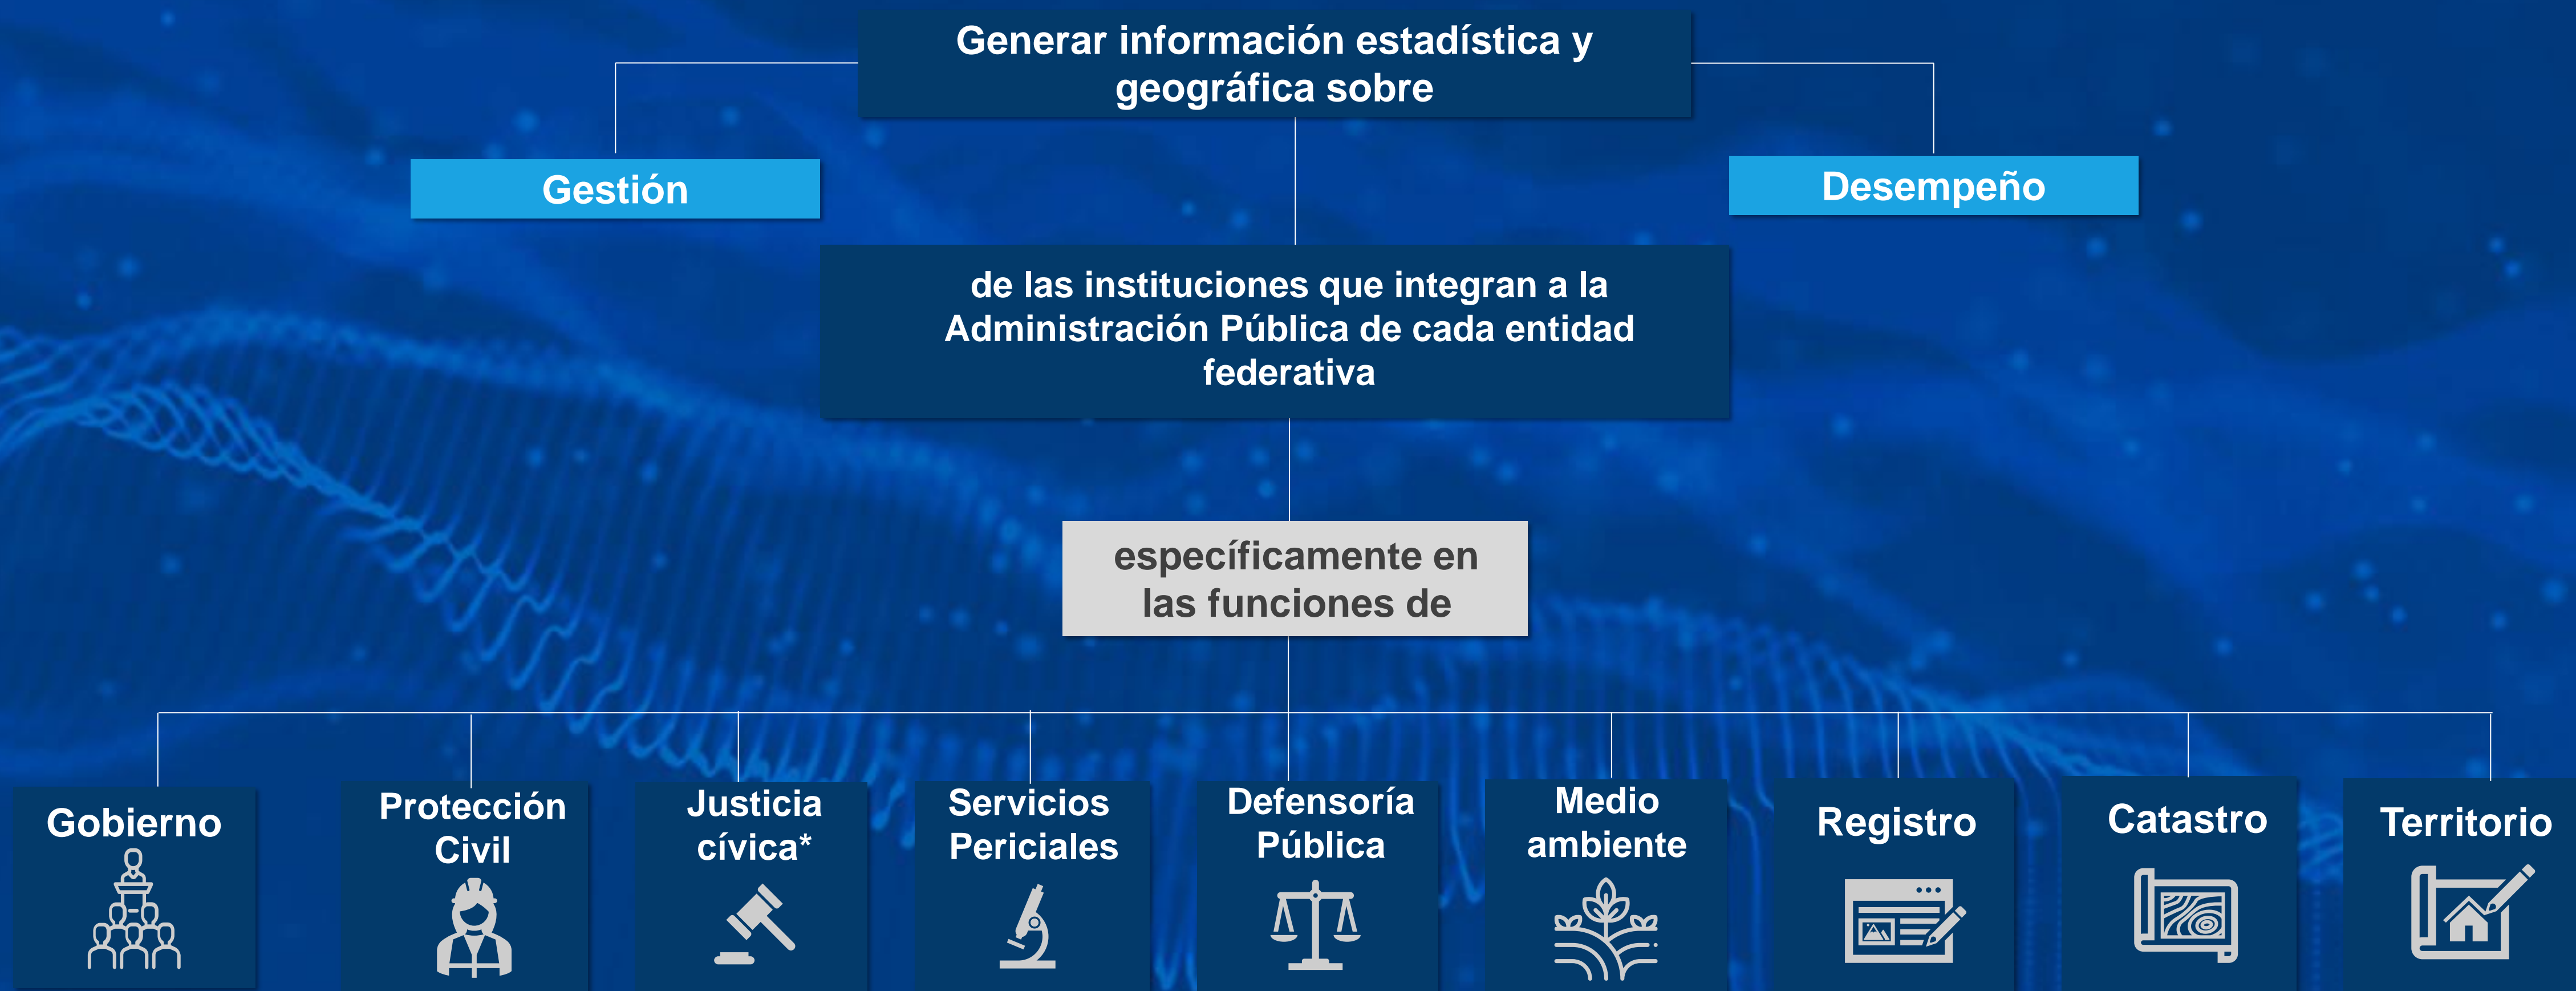 Generar información estadística y
geográfica sobre
Gestión
Desempeño
de las instituciones que integran a la
Administración Pública de cada entidad
federativa
específicamente en
las funciones de
Gobierno
Protección
Civil
Justicia
cívica*
Servicios
Periciales
Defensoría
Pública
Medio
ambiente
Registro
Catastro
Territorio